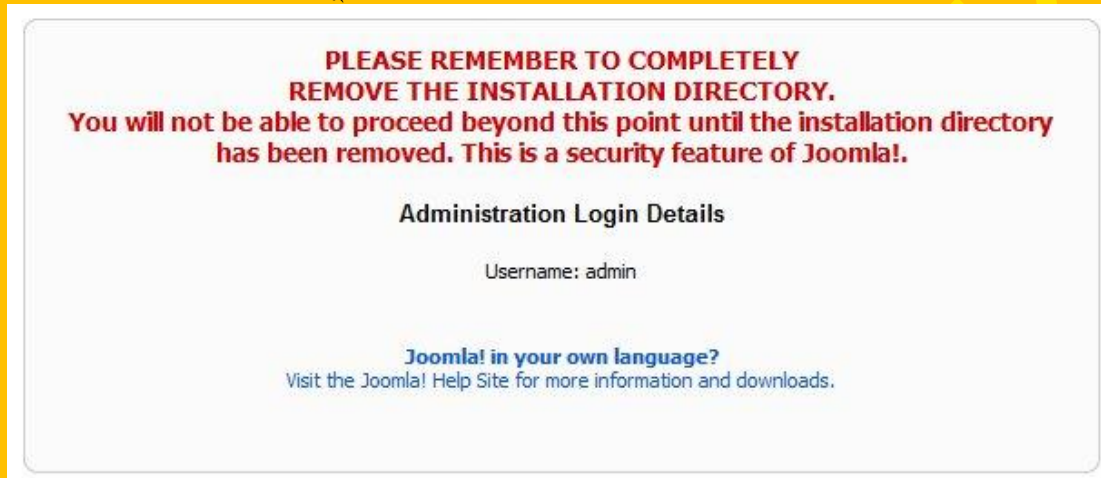 PLEASE REMEMBER TO COMPLETELY
REMOVE THE INSTALLATION DIRECTORY.
You will not be able to proceed beyond this point until the installation directory
has been removed. This is a security feature of Joomla!.
Administration Login Details
Username: admin
Joomla! in your own language?
Visit the Joomla! Help Site for more information and downloads.